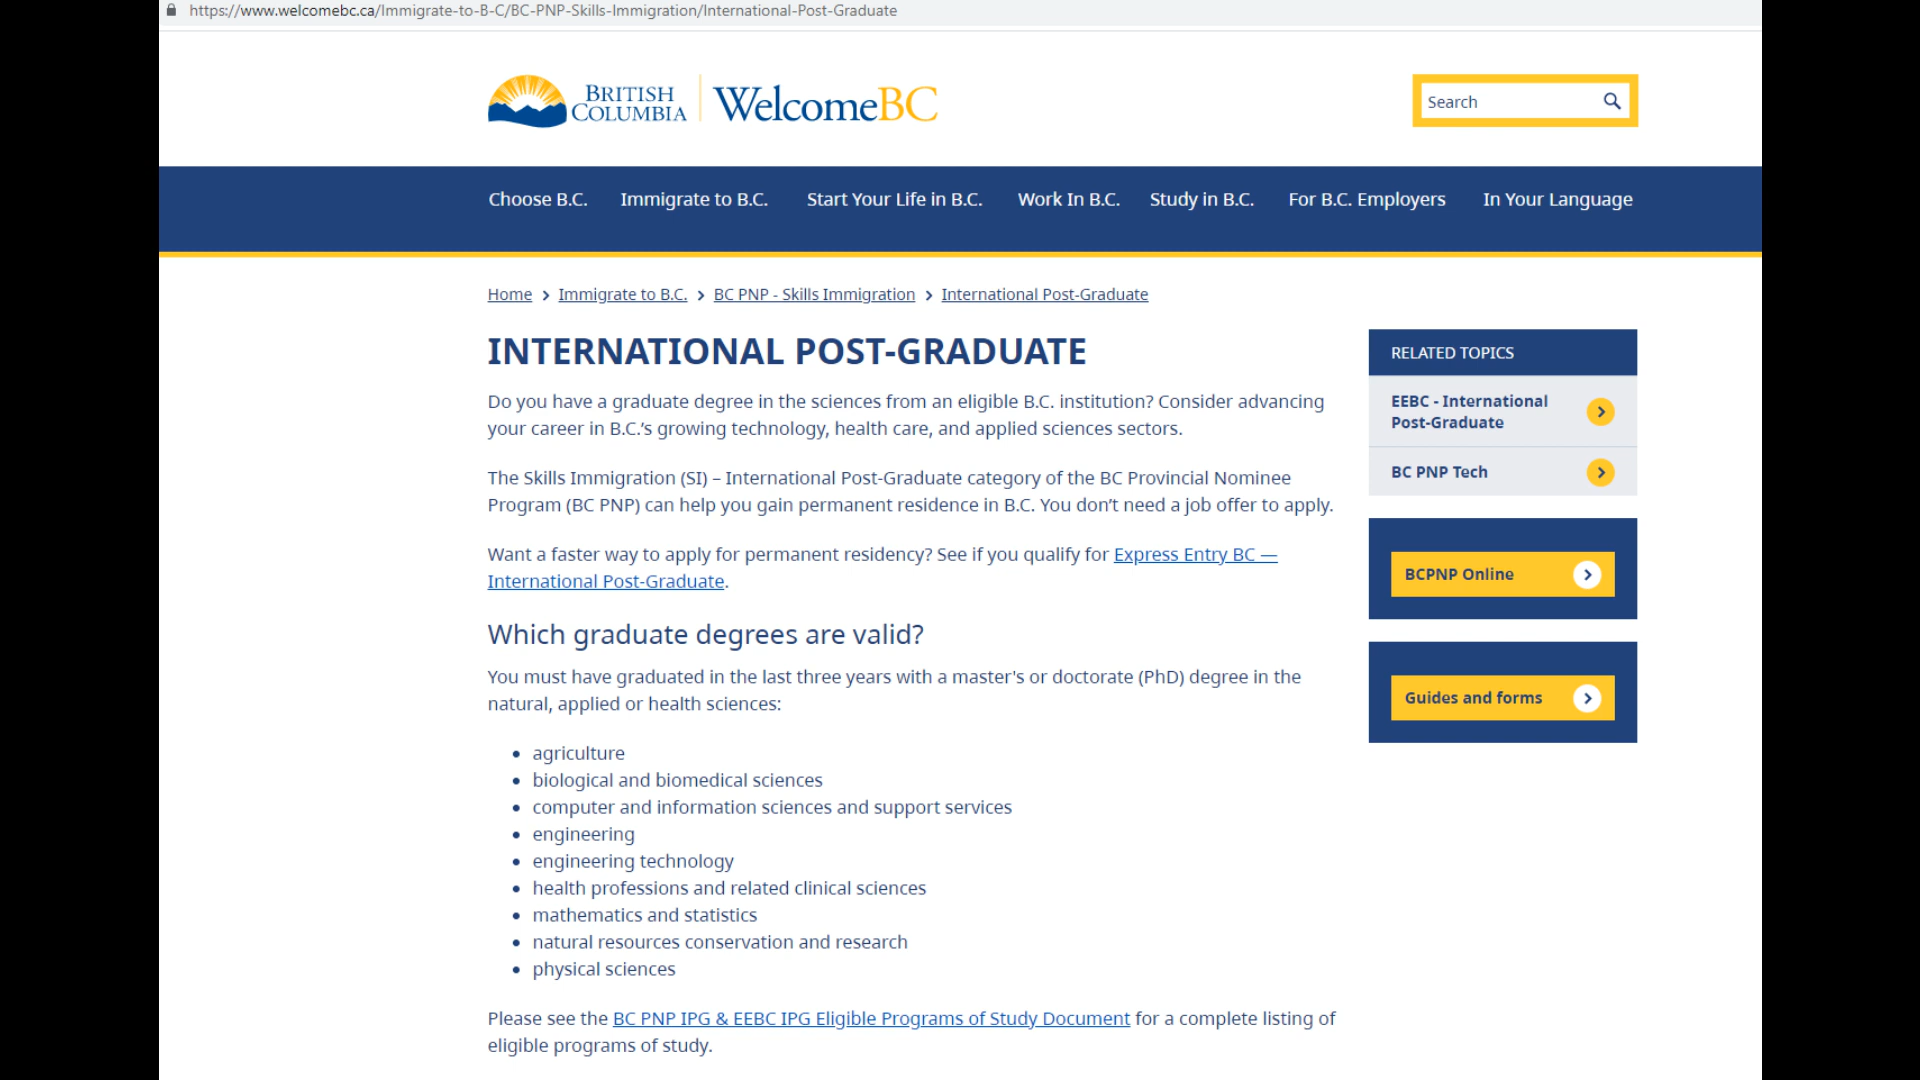 https://www.welcomebc.ca/Immigrate-to-B-C/BC-PNP-Skills-Immigration/International-Post-Graduate
BRITISH
COLUMBIA
WelcomeBC
Search
Choose B.C. Immigrate to B.C. Start Your Life in B.C. Work In B.C. Study in B.C. For B.C. Employers In Your Language
Home > Immigrate to B.C. > BC PNP - Skills Immigration > International Post-Graduate
INTERNATIONAL POST-GRADUATE
Do you have a graduate degree in the sciences from an eligible B.C. institution? Consider advancing
your career in B.C.’s growing technology, health care, and applied sciences sectors.
The Skills Immigration (SI) – International Post-Graduate category of the BC Provincial Nominee
Program (BC PNP) can help you gain permanent residence in B.C. You don’t need a job offer to apply.
Want a faster way to apply for permanent residency? See if you qualify for Express Entry BC —
International Post-Graduate.
Which graduate degrees are valid?
You must have graduated in the last three years with a master's or doctorate (PhD) degree in the
natural, applied or health sciences:
• agriculture
• biological and biomedical sciences
• computer and information sciences and support services
• engineering
• engineering technology
• health professions and related clinical sciences
• mathematics and statistics
• natural resources conservation and research
• physical sciences
Please see the BC PNP IPG & EEBC IPG Eligible Programs of Study Document for a complete listing of
eligible programs of study.
RELATED TOPICS
EEBC - International
Post-Graduate
BC PNP Tech
BCPNP Online
Guides and forms